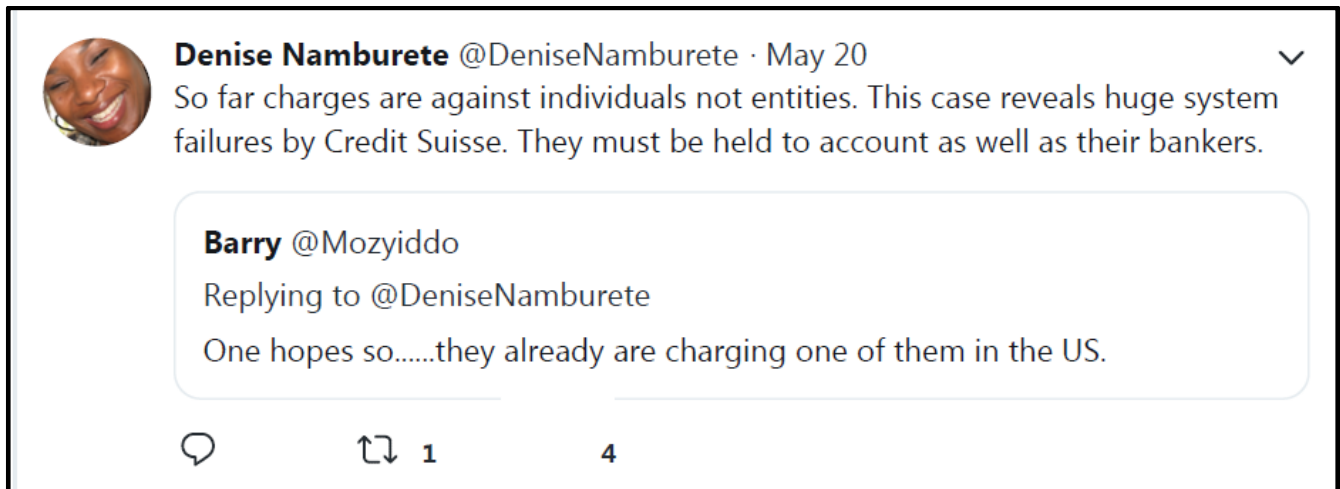 Denise Namburete @DeniseNamburete · May 20
So far charges are against individuals not entities. This case reveals huge system
failures by Credit Suisse. They must be held to account as well as their bankers.
Barry @Mozyiddo
Replying to @DeniseNamburete
One hopes so......they already are charging one of them in the US.
1 4